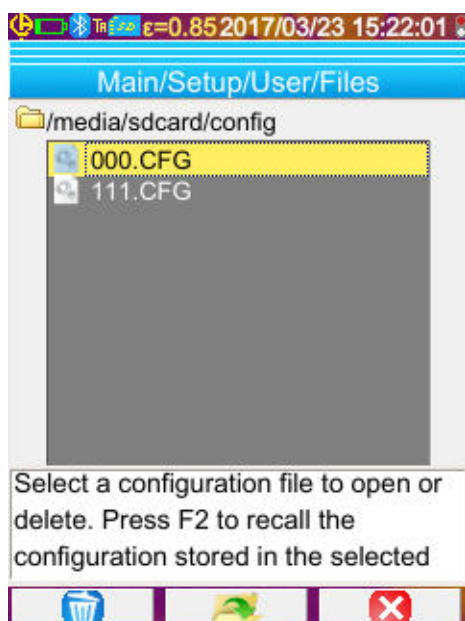 ε=0.85 2017/03/23 15:22:01
Main/Setup/User/Files
/media/sdcard/config
000.CFG
111.CFG
Select a configuration file to open or
delete. Press F2 to recall the
configuration stored in the selected